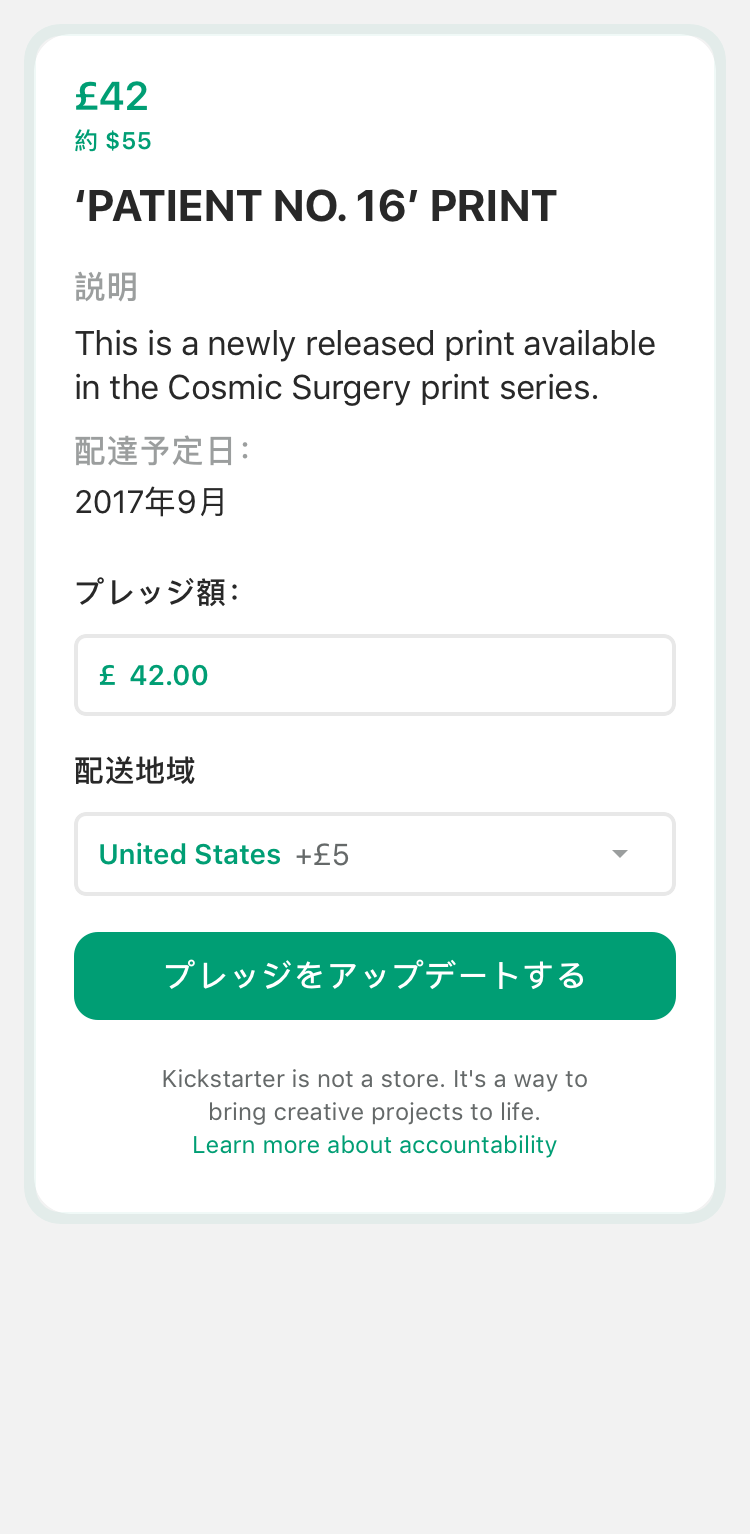 £42
約 $55
‘PATIENT NO. 16’ PRINT
説明
This is a newly released print available
in the Cosmic Surgery print series.
配達予定日：
2017年9月
プレッジ額：
£ 42.00
配送地域
United States +£5
プレッジをアップデートする
Kickstarter is not a store. It's a way to
bring creative projects to life.
Learn more about accountability